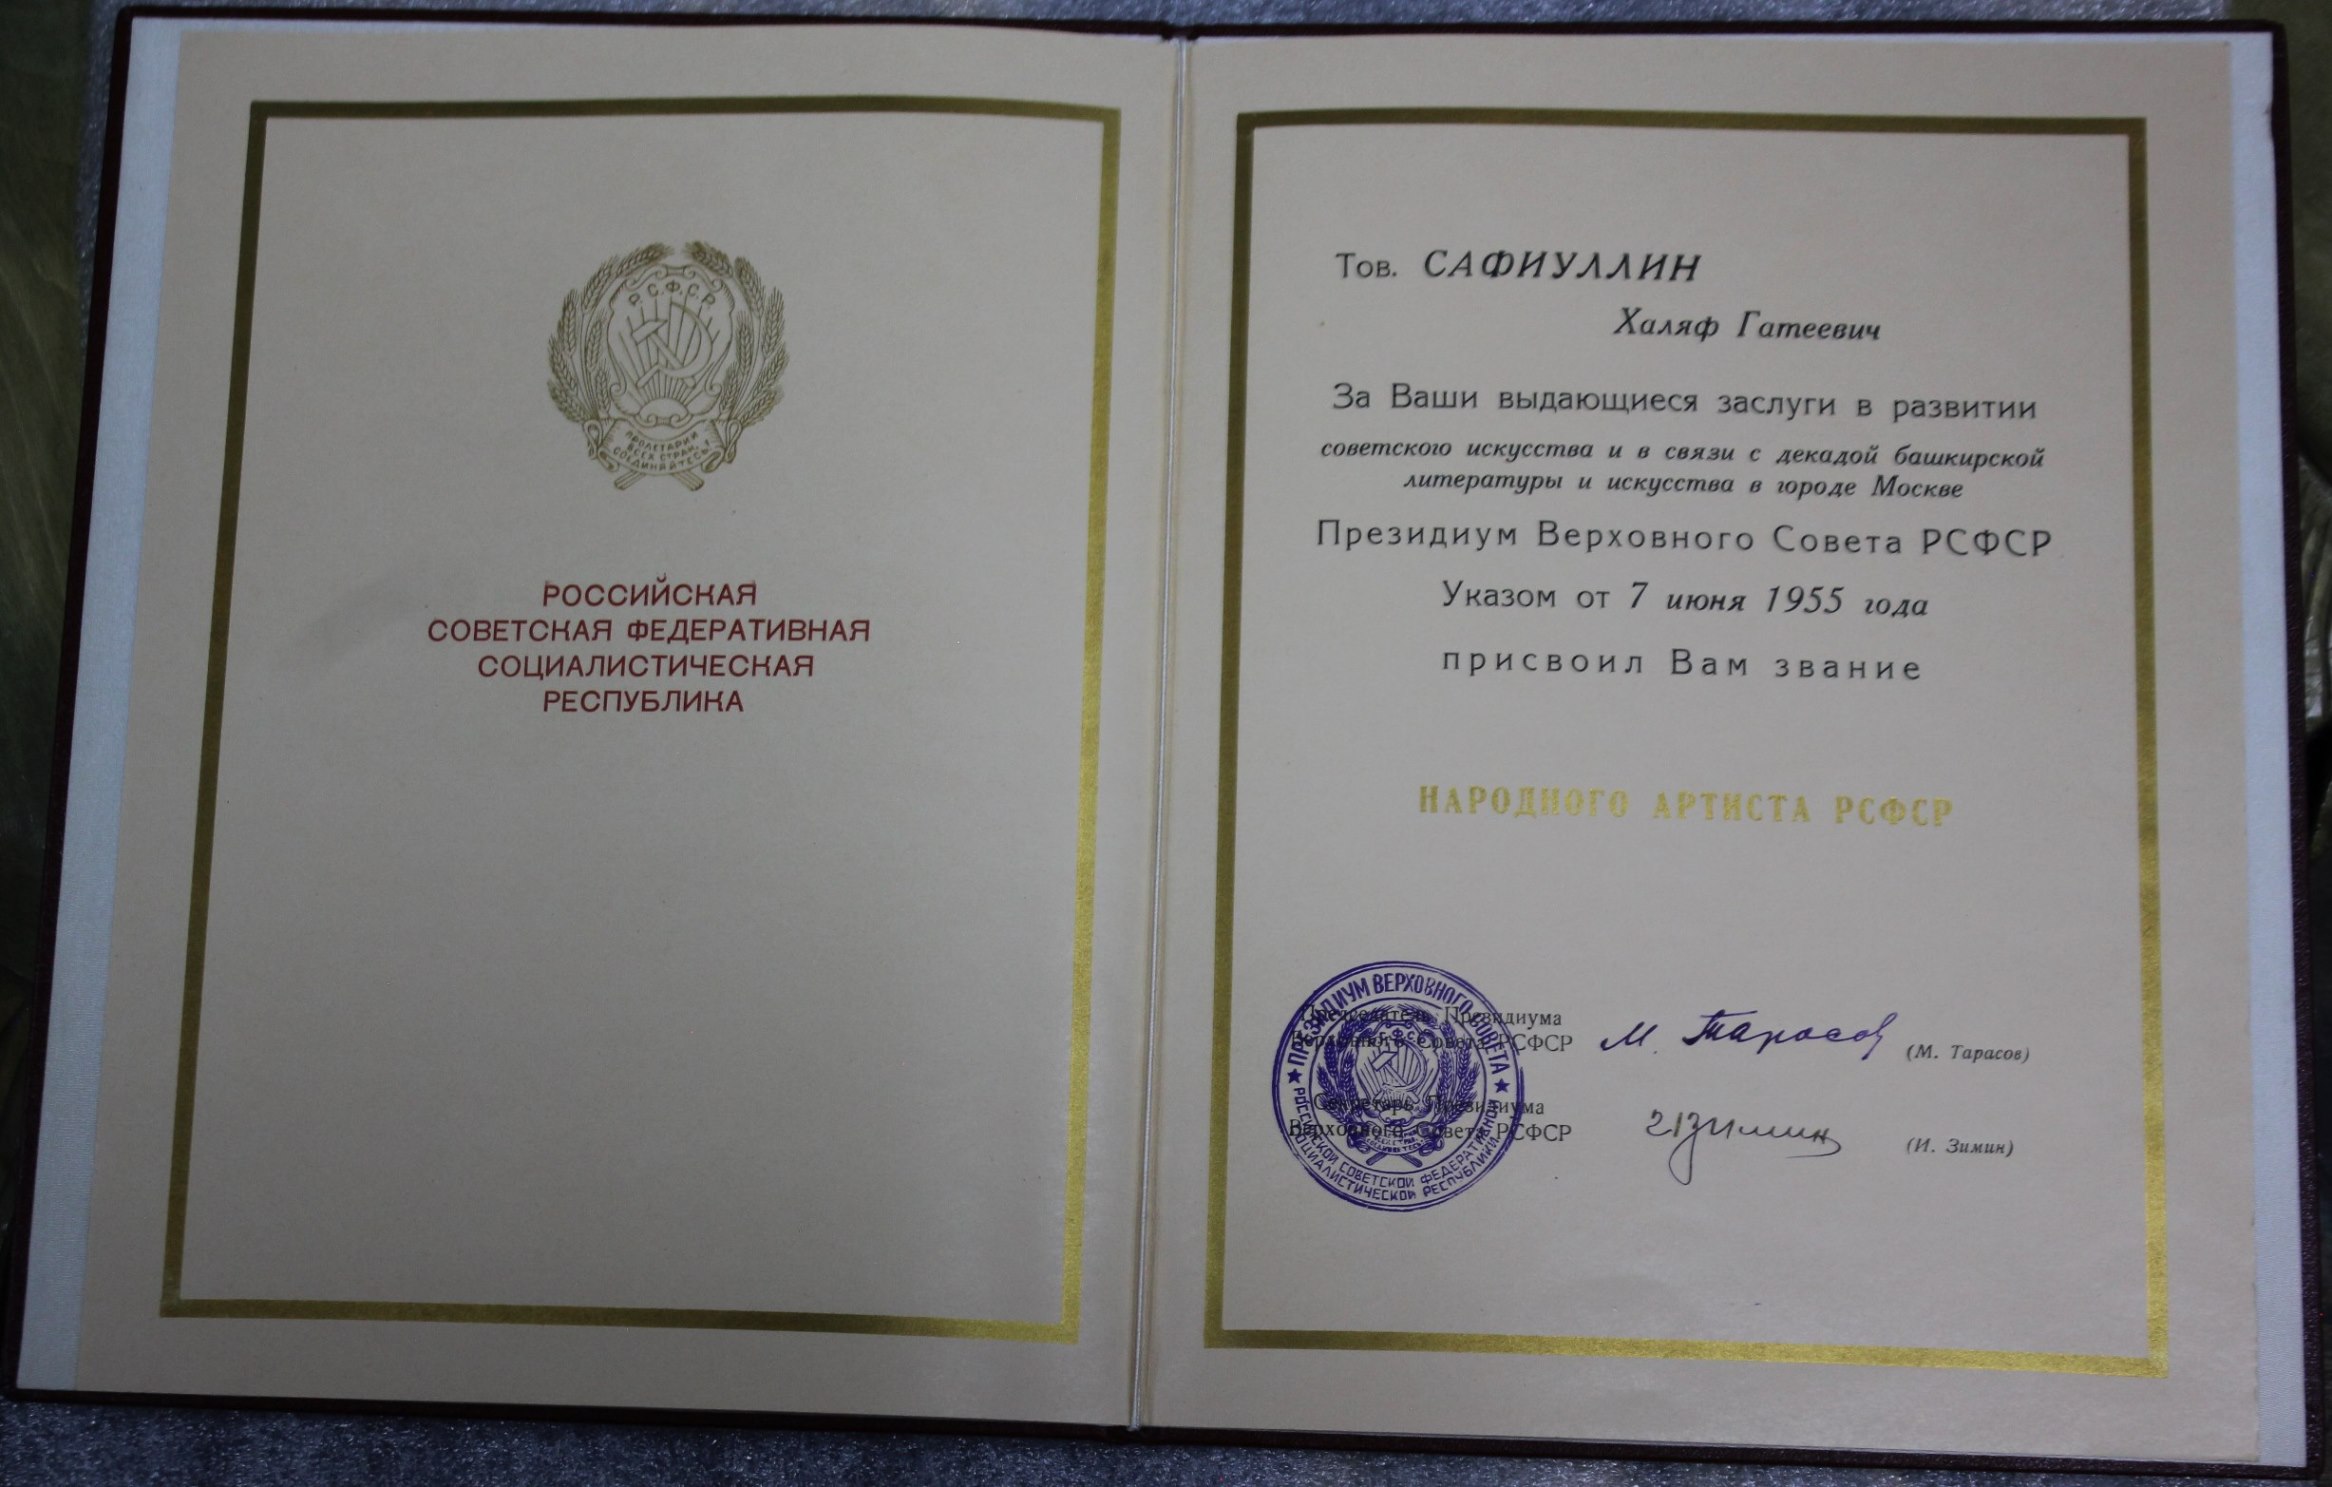 Р.С.Ф.С.Р.
ПРОЛЕТАРИИ
ВСЕХ СТРАН,
СОЕДИНЯЙТЕСЬ!
РОССИЙСКАЯ
СОВЕТСКАЯ ФЕДЕРАТИВНАЯ
СОЦИАЛИСТИЧЕСКАЯ
РЕСПУБЛИКА
Тов. САФИУЛЛИН
Халяф Гатеевич
За Ваши выдающиеся заслуги в развитии
советского искусства и в связи с декадой башкирской
литературы и искусства в городе Москве
Президиум Верховного Совета РСФСР
Указом от 7 июня 1955 года
присвоил Вам звание
НАРОДНОГО АРТИСТА РСФСР
Председатель Президиума
Верховного Совета РСФСР
М. Тарасов
(М. Тарасов)
Секретарь Президиума
Верховного Совета РСФСР
ИЗимин
(И. Зимин)
★ ПРЕЗИДИУМ ВЕРХОВНОГО СОВЕТА ★
РОССИЙСКОЙ СОВЕТСКОЙ ФЕДЕРАТИВНОЙ
СОЦИАЛИСТИЧЕСКОЙ РЕСПУБЛИКИ